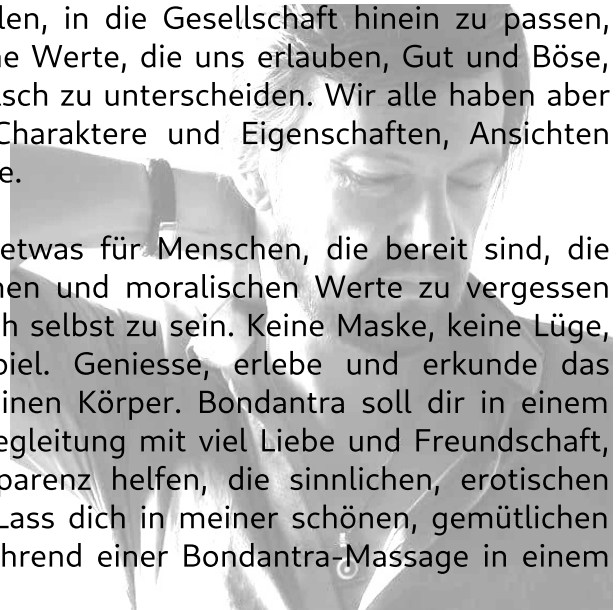 len, in die Gesellschaft hinein zu passen,
e Werte, die uns erlauben, Gut und Böse,
lsch zu unterscheiden. Wir alle haben aber
Charaktere und Eigenschaften, Ansichten
e.
etwas für Menschen, die bereit sind, die
en und moralischen Werte zu vergessen
h selbst zu sein. Keine Maske, keine Lüge,
piel. Geniesse, erlebe und erkunde das
inen Körper. Bondantra soll dir in einem
egleitung mit viel Liebe und Freundschaft,
parenz helfen, die sinnlichen, erotischen
Lass dich in meiner schönen, gemütlichen
hrend einer Bondantra-Massage in einem